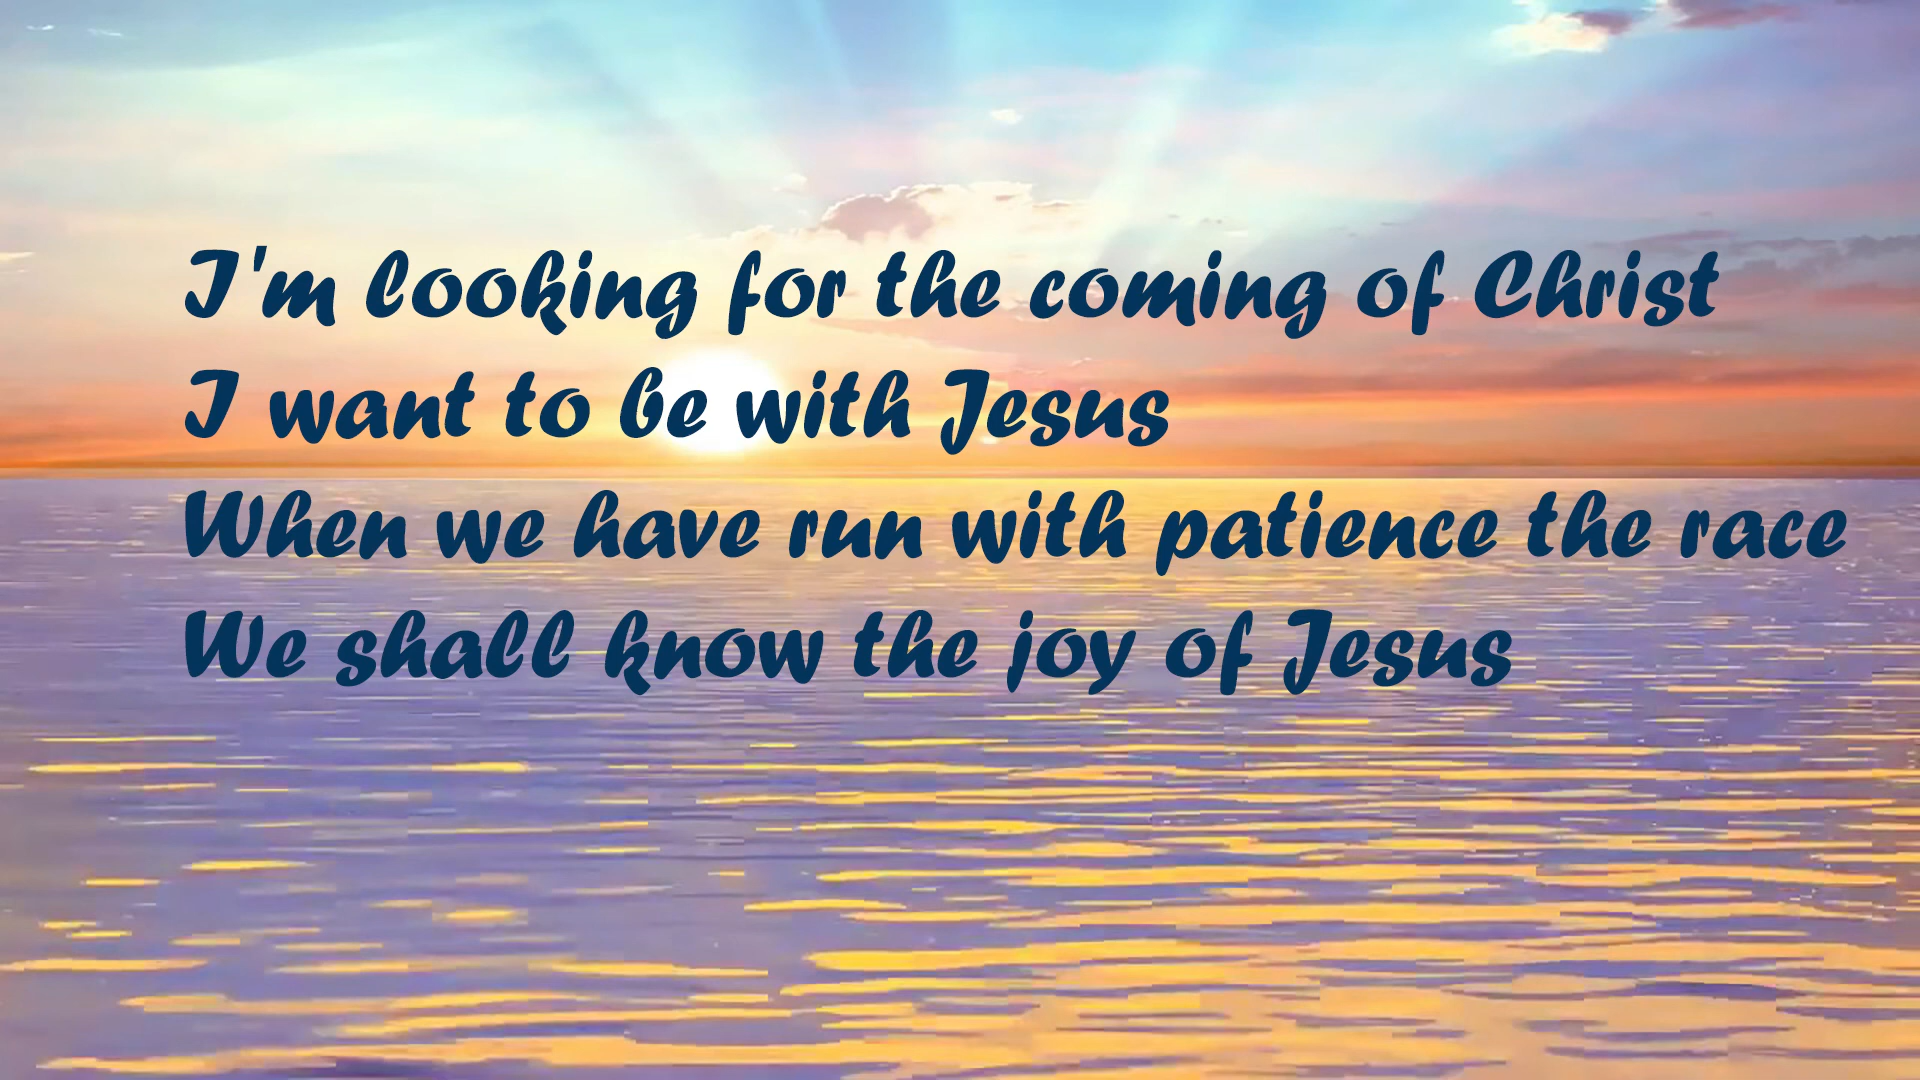 I'm looking for the coming of Christ
I want to be with Jesus
When we have run with patience the race
We shall know the joy of Jesus